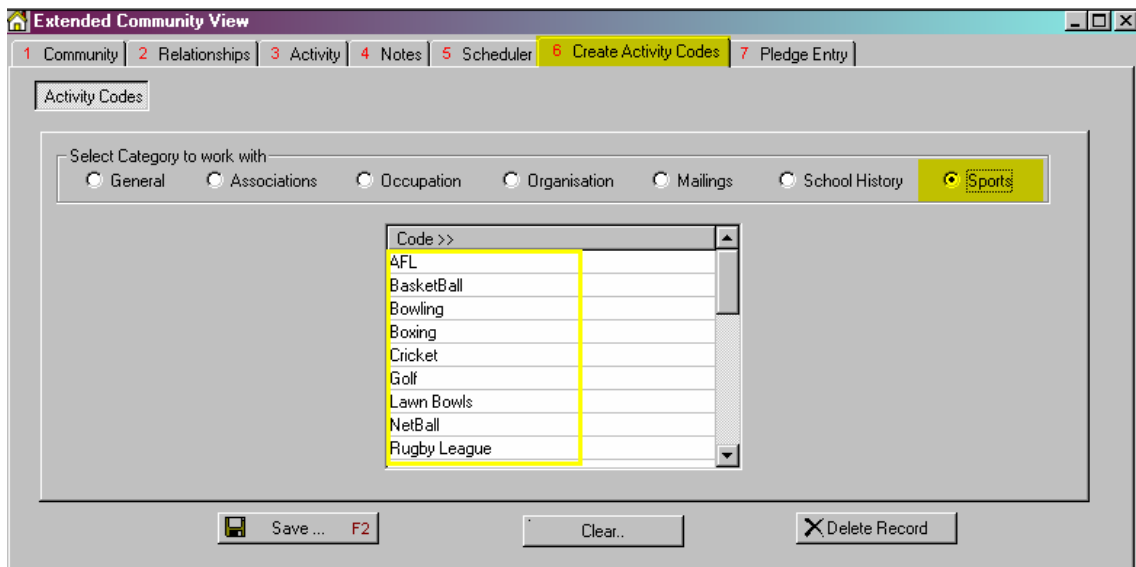 Extended Community View
1 Community 2 Relationships 3 Activity 4 Notes 5 Scheduler 6 Create Activity Codes 7 Pledge Entry
Activity Codes
Select Category to work with
General Associations Occupation Organisation Mailings School History Sports
Code >>
AFL
BasketBall
Bowling
Boxing
Cricket
Golf
Lawn Bowls
NetBall
Rugby League
Save ... F2 Clear.. Delete Record